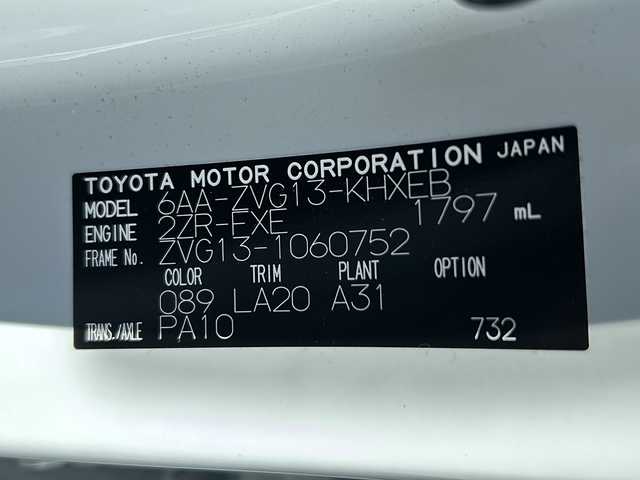 TOYOTA MOTOR CORPORATION JAPAN
MODEL 6AA-ZVG13-KHXEB
ENGINE 2ZR-EXE 1797 mL
FRAME No. ZVG13-1060752
COLOR TRIM PLANT OPTION
089 LA20 A31
TRANS./AXLE PA10 732